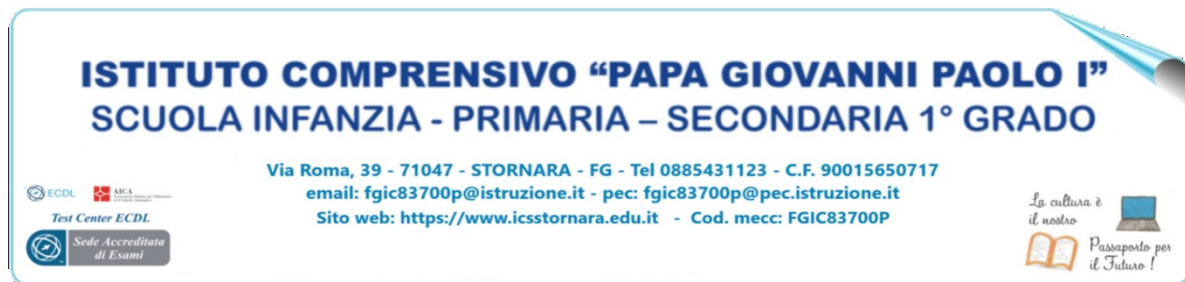 ISTITUTO COMPRENSIVO “PAPA GIOVANNI PAOLO I”
SCUOLA INFANZIA - PRIMARIA – SECONDARIA 1° GRADO
Via Roma, 39 - 71047 - STORNARA - FG - Tel 0885431123 - C.F. 90015650717
email: fgic83700p@istruzione.it - pec: fgic83700p@pec.istruzione.it
Sito web: https://www.icsstornara.edu.it - Cod. mecc: FGIC83700P
ECDL
AICA
Test Center ECDL
Sede Accreditata
di Esami
La cultura è
il nostro
Passaporto per
il Futuro !